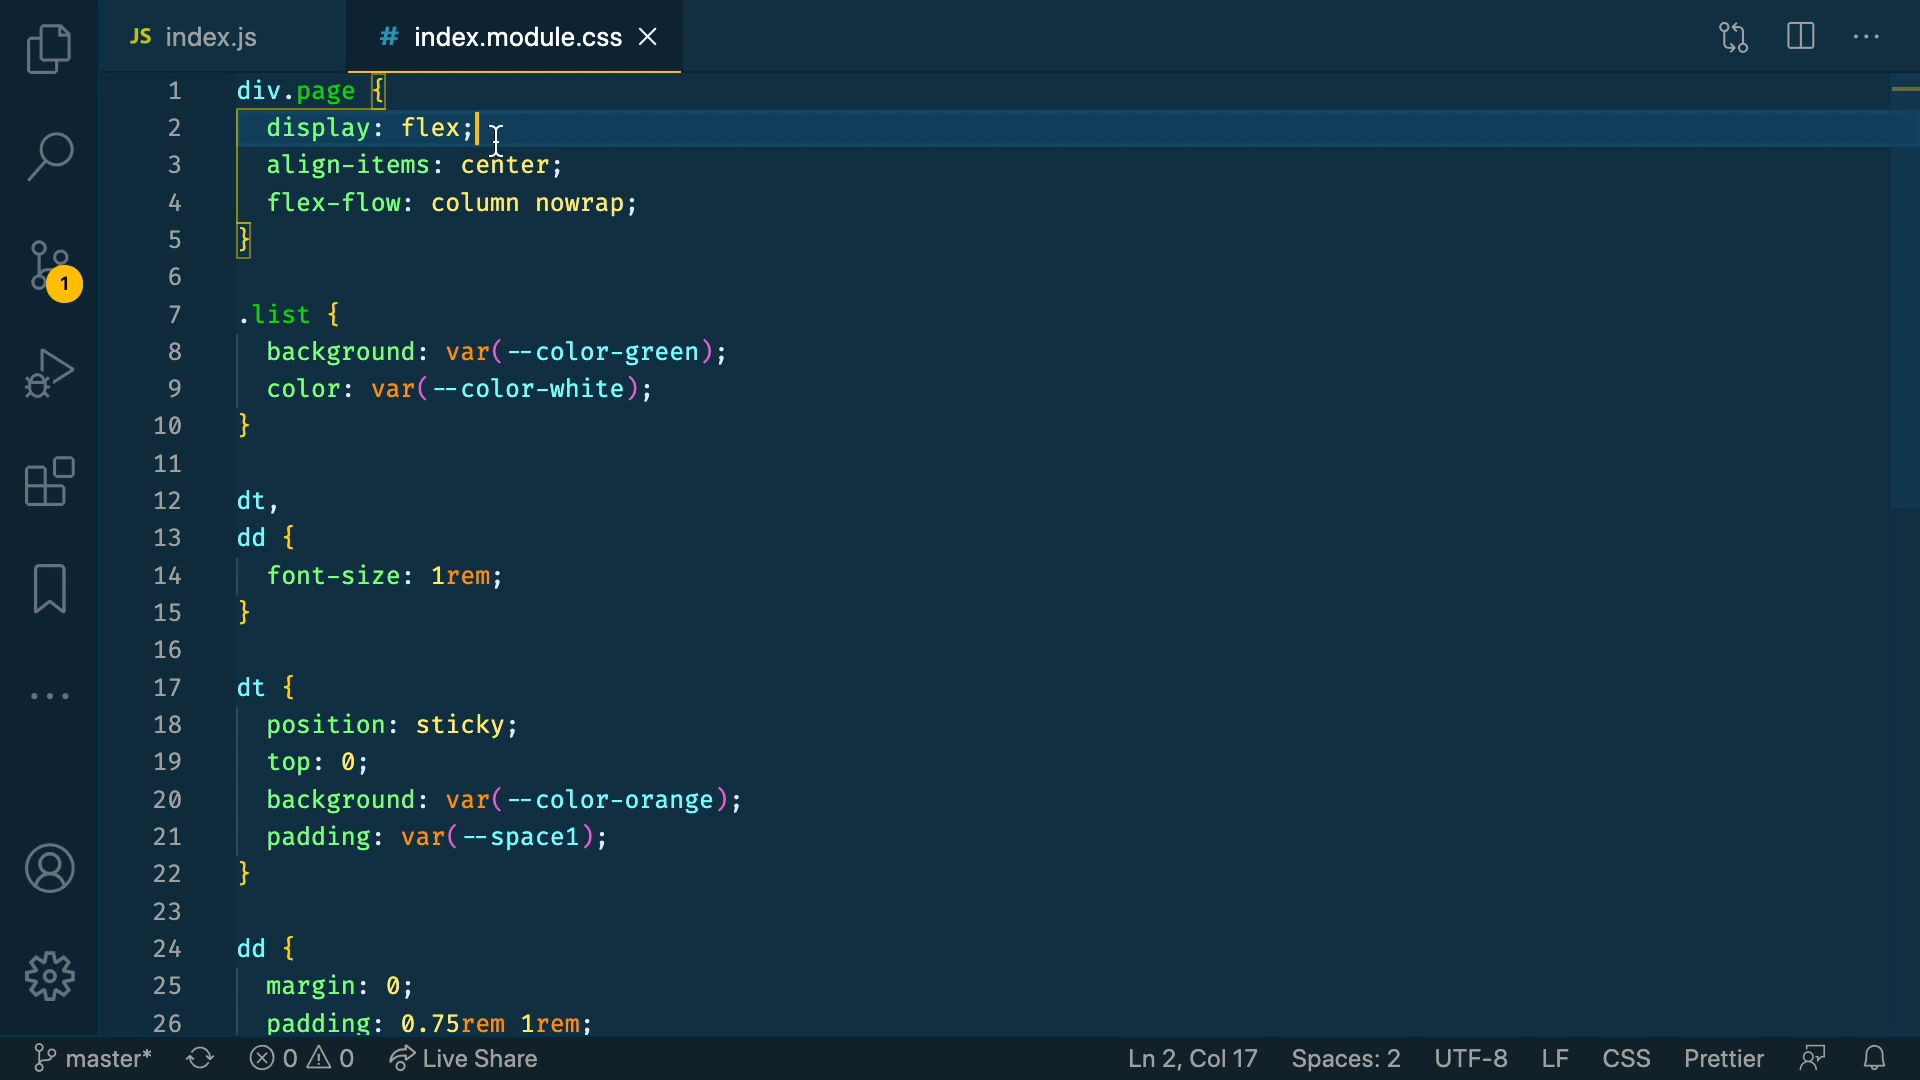 JS index.js # index.module.css
1 div.page {
2 display: flex;
3 align-items: center;
4 flex-flow: column nowrap;
5 }
6
7 .list {
8 background: var(--color-green);
9 color: var(--color-white);
10 }
11
12 dt,
13 dd {
14 font-size: 1rem;
15 }
16
17 dt {
18 position: sticky;
19 top: 0;
20 background: var(--color-orange);
21 padding: var(--space1);
22 }
23
24 dd {
25 margin: 0;
26 padding: 0.75rem 1rem;
1
master* 0 0 Live Share Ln 2, Col 17 Spaces: 2 UTF-8 LF CSS Prettier